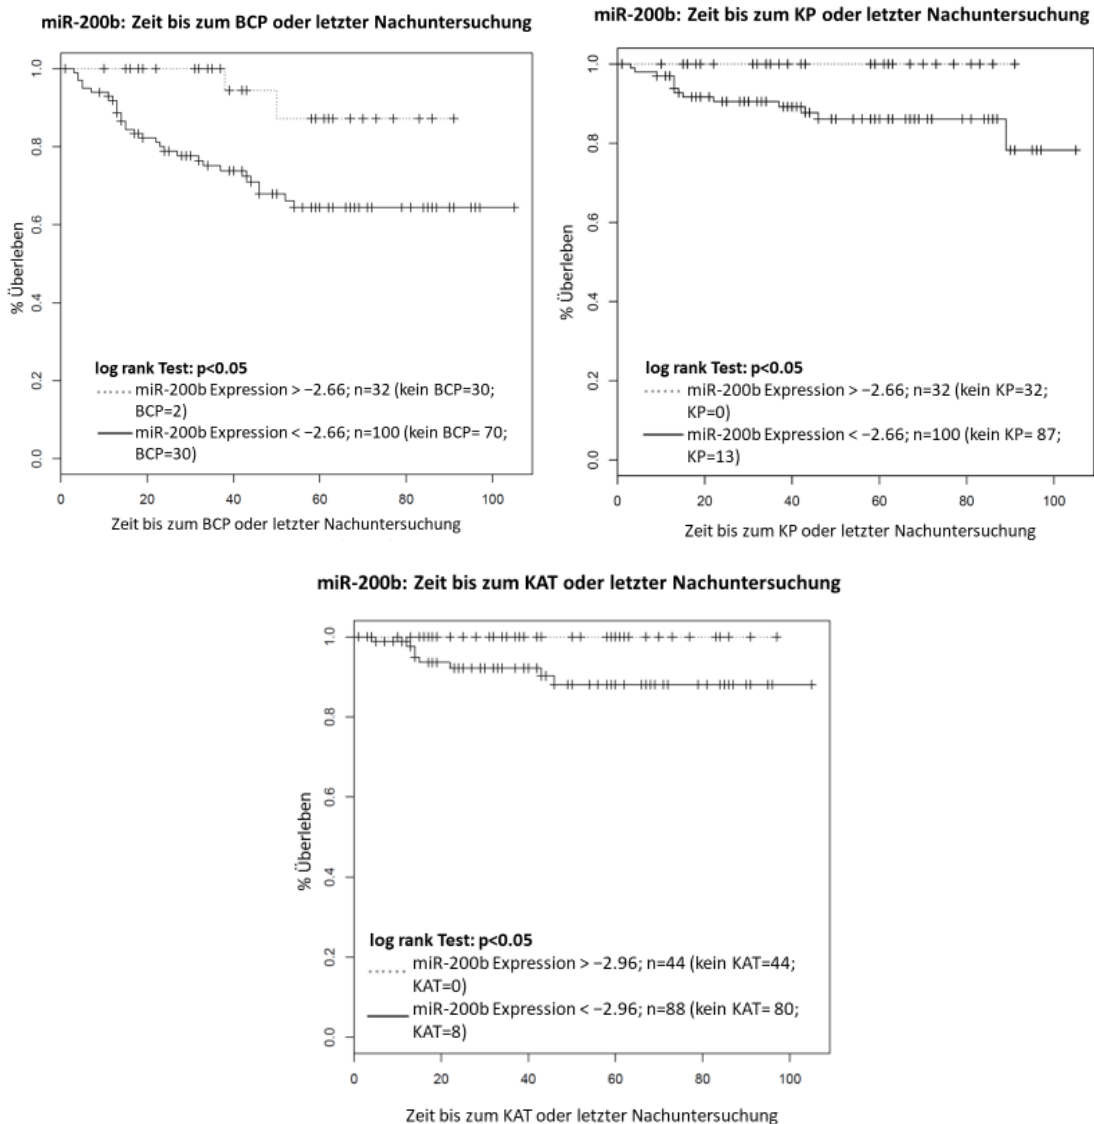 miR-200b: Zeit bis zum BCP oder letzter Nachuntersuchung
% Überleben
1.0
0.8
0.6
0.4
0.2
0.0
log rank Test: p<0.05
miR-200b Expression > −2.66; n=32 (kein BCP=30;
BCP=2)
miR-200b Expression < −2.66; n=100 (kein BCP= 70;
BCP=30)
0 20 40 60 80 100
Zeit bis zum BCP oder letzter Nachuntersuchung
miR-200b: Zeit bis zum KP oder letzter Nachuntersuchung
% Überleben
1.0
0.8
0.6
0.4
0.2
0.0
log rank Test: p<0.05
miR-200b Expression > −2.66; n=32 (kein KP=32;
KP=0)
miR-200b Expression < −2.66; n=100 (kein KP= 87;
KP=13)
0 20 40 60 80 100
Zeit bis zum KP oder letzter Nachuntersuchung
miR-200b: Zeit bis zum KAT oder letzter Nachuntersuchung
% Überleben
1.0
0.8
0.6
0.4
0.2
0.0
log rank Test: p<0.05
miR-200b Expression > −2.96; n=44 (kein KAT=44;
KAT=0)
miR-200b Expression < −2.96; n=88 (kein KAT= 80;
KAT=8)
0 20 40 60 80 100
Zeit bis zum KAT oder letzter Nachuntersuchung